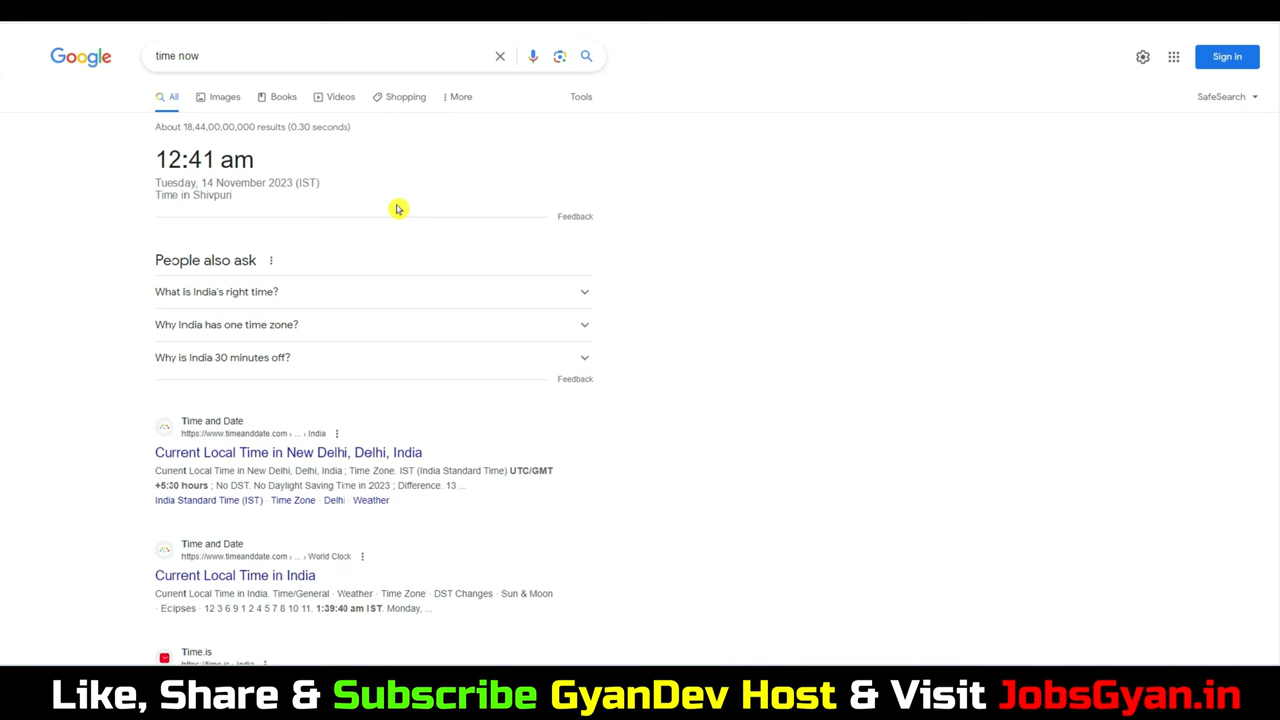 Google
time now
Sign in
All
Images
Books
Videos
Shopping
More
Tools
SafeSearch
About 18,44,00,00,000 results (0.30 seconds)
12:41 am
Tuesday, 14 November 2023 (IST)
Time in Shivpuri
Feedback
People also ask
What is India's right time?
Why India has one time zone?
Why is India 30 minutes off?
Feedback
Time and Date
https://www.timeanddate.com › ... › India
Current Local Time in New Delhi, Delhi, India
Current Local Time in New Delhi, Delhi, India ; Time Zone. IST (India Standard Time) UTC/GMT
+5:30 hours ; No DST. No Daylight Saving Time in 2023 ; Difference. 13 ...
India Standard Time (IST) · Time Zone · Delhi · Weather
Time and Date
https://www.timeanddate.com › ... › World Clock
Current Local Time in India
Current Local Time in India. Time/General · Weather · Time Zone · DST Changes · Sun & Moon
· Eclipses · 12 3 6 9 1 2 4 5 7 8 10 11. 1:39:40 am IST. Monday, ...
Time.is
https://time.is › India
Like, Share & Subscribe GyanDev Host & Visit JobsGyan.in